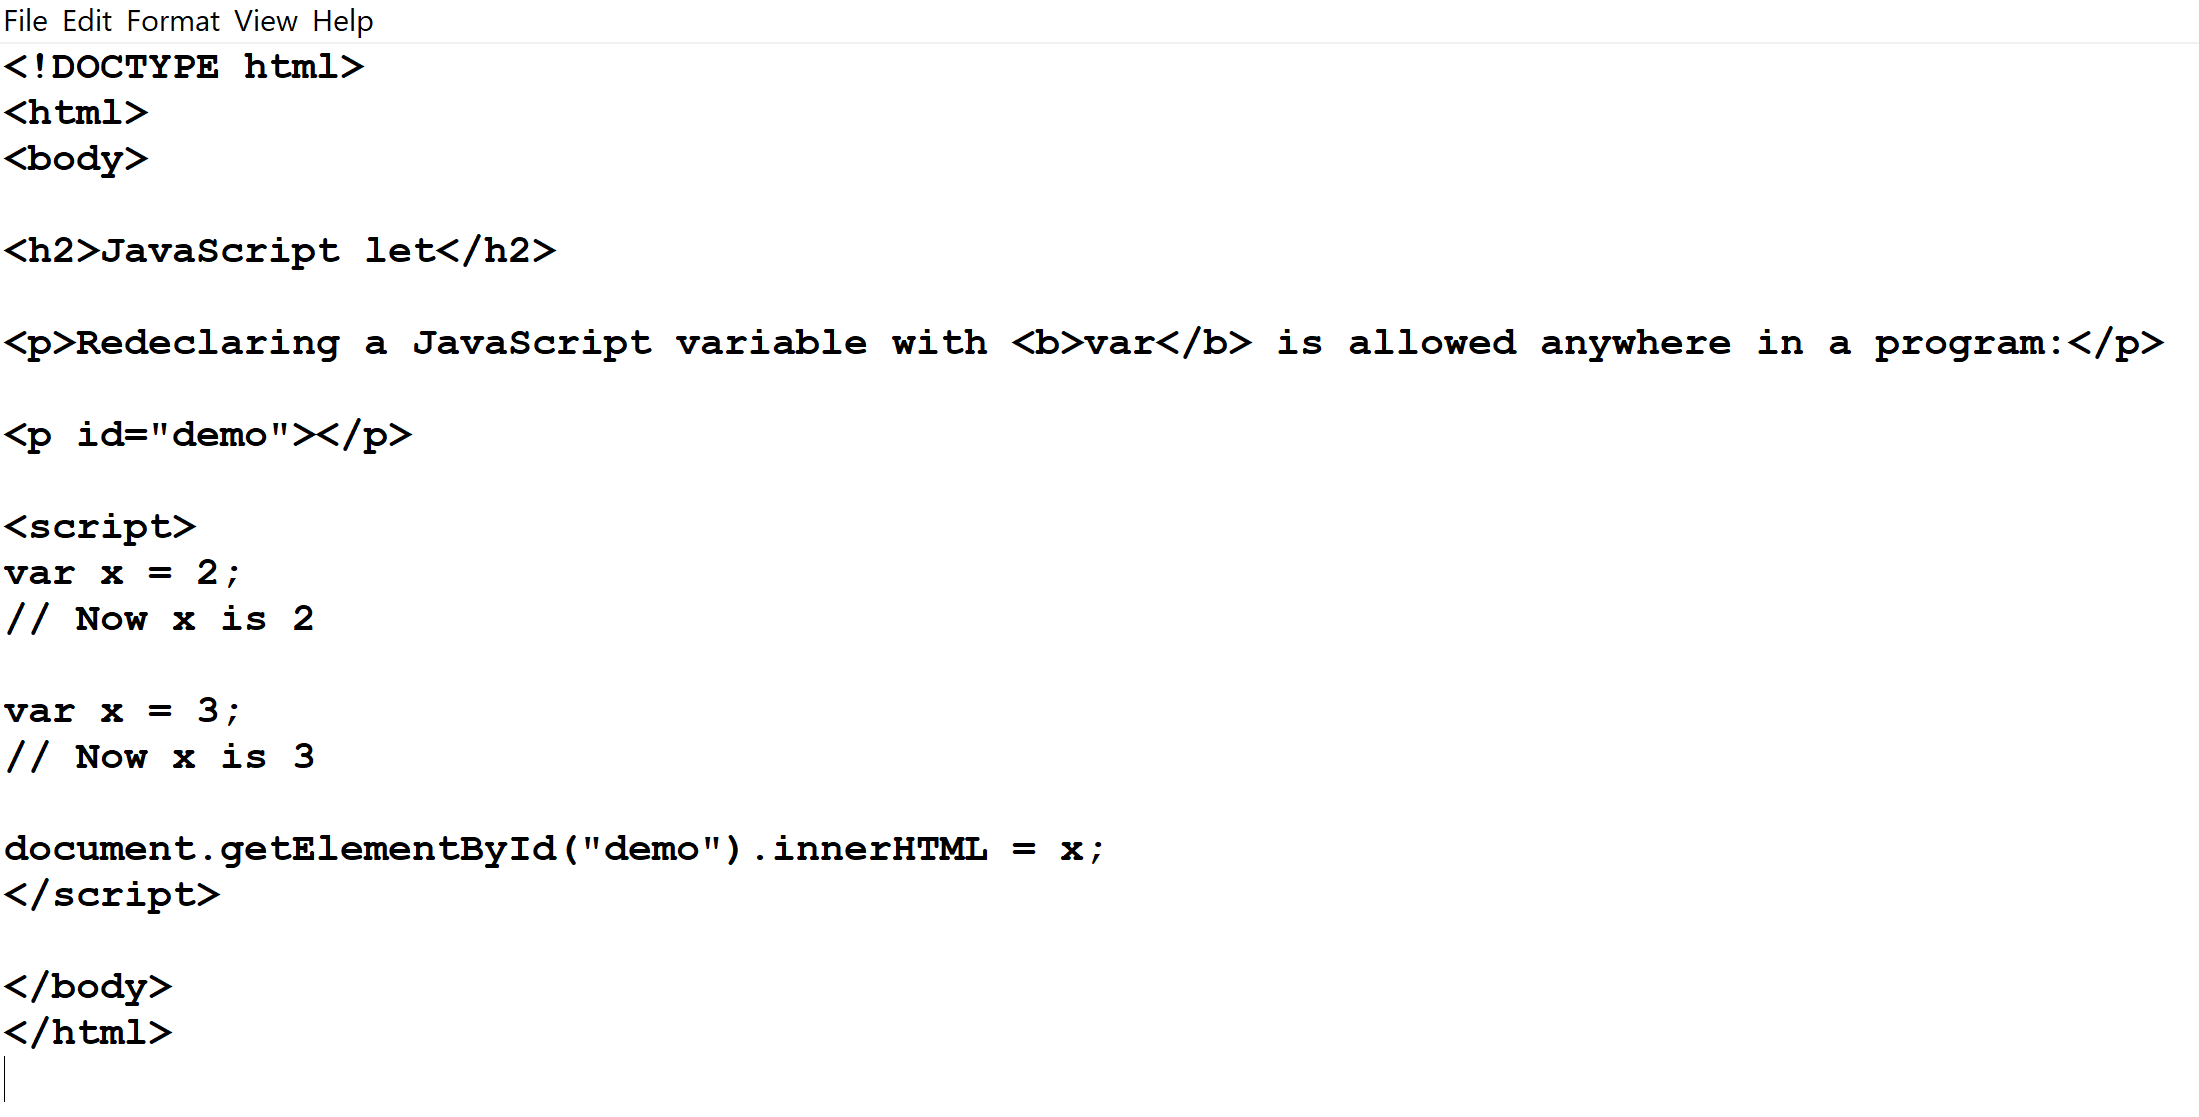 File Edit Format View Help
<!DOCTYPE html>
<html>
<body>
<h2>JavaScript let</h2>
<p>Redeclaring a JavaScript variable with <b>var</b> is allowed anywhere in a program:</p>
<p id="demo"></p>
<script>
var x = 2;
// Now x is 2
var x = 3;
// Now x is 3
document.getElementById("demo").innerHTML = x;
</script>
</body>
</html>